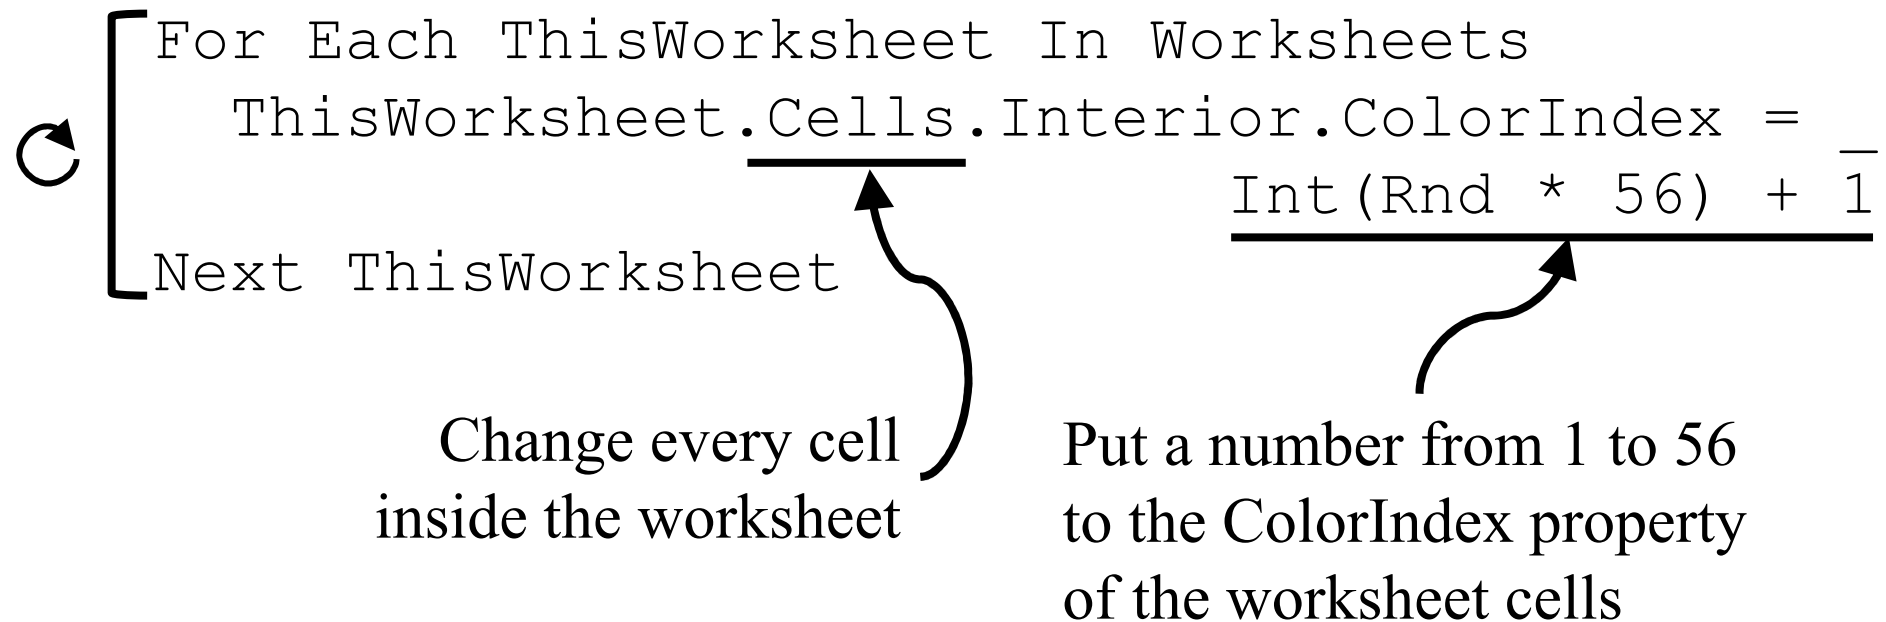 For Each ThisWorksheet In Worksheets
ThisWorksheet.Cells.Interior.ColorIndex = _
Int(Rnd * 56) + 1
Next ThisWorksheet
Change every cell
inside the worksheet
Put a number from 1 to 56
to the ColorIndex property
of the worksheet cells